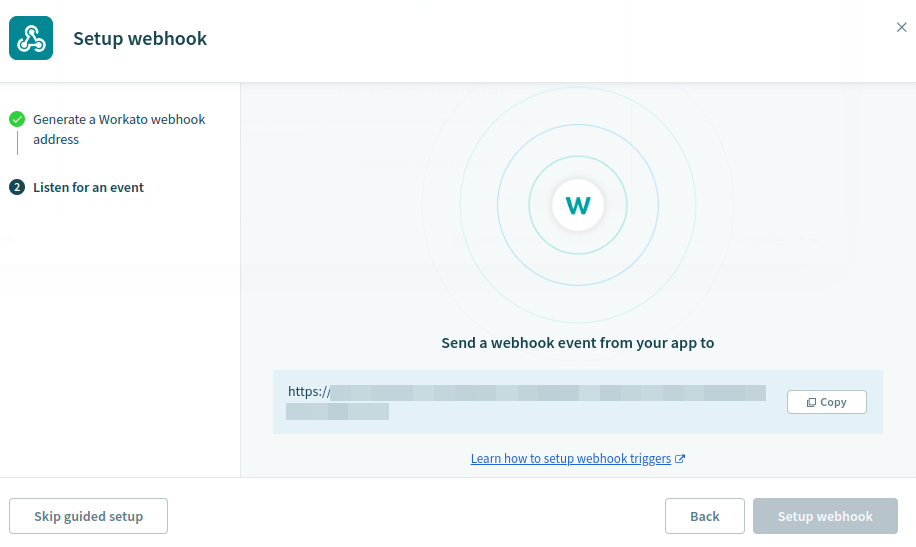 Setup webhook
Generate a Workato webhook
address
2 Listen for an event
W
Send a webhook event from your app to
https://
Copy
Learn how to setup webhook triggers
Skip guided setup
Back
Setup webhook